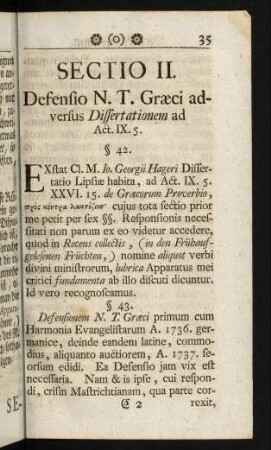 35
SECTIO II.
Defensio N. T. Græci ad-
versus Dissertationem ad
Act. IX. 5.
§ 42.
EXstat Cl. M. Io. Georgii Hageri Disser-
tatio Lipsiæ habita, ad Act. IX. 5.
XXVI. 15. de Græcorum Proverbio,
πρὸς κέντρα λακτίζειν cujus tota sectio prior
me petit per sex §§. Responsionis neces-
sitati non parum ex eo videtur accedere,
quod in Recens collectis, (in den Frühauf-
gelesenen Früchten,) nomine aliquot verbi
divini ministrorum, lubrica Apparatus mei
critici fundamenta ab illo discuti dicuntur.
Id vero recognoscamus.
§ 43.
Defensionem N. T. Græci primum cum
Harmonia Evangelistarum A. 1736. ger-
manice, deinde eandem latine, commo-
dius, aliquanto auctiorem, A. 1737. se-
orsum edidi. Ea Defensio jam vix est
necessaria. Nam & is ipse, cui respon-
di, crisin Mastrichtianam, qua parte cor-
C 2 rexit,
SE-